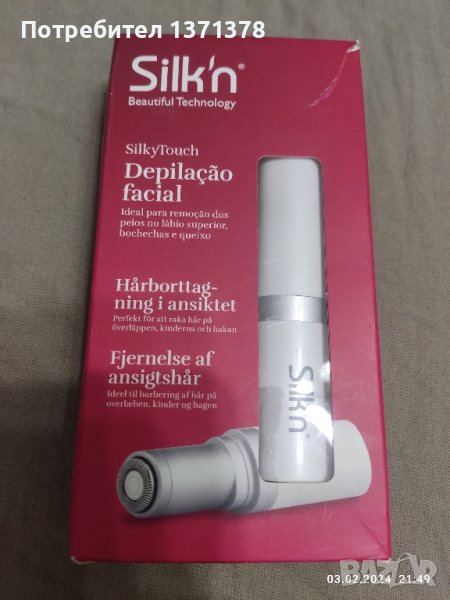 Потребител 1371378
Silk'n®
Beautiful Technology
SilkyTouch
Depilação
facial
Ideal para remoção dos
pelos no lábio superior,
bochechas e queixo
Hårborttag-
ning i ansiktet
Perfekt för att raka hår på
överläppen, kinderna och hakan
Fjernelse af
ansigtshår
Ideel til barbering af hår på
overlæben, kinder og hagen
Silk'n
BAZAR
03.02.2024 21:49